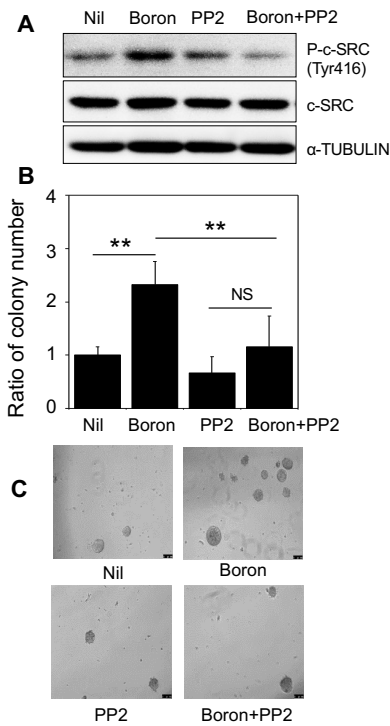 A
Nil Boron PP2 Boron+PP2
P-c-SRC
(Tyr416)
c-SRC
α-TUBULIN
B
Ratio of colony number
4
3
2
1
0
**
**
NS
Nil Boron PP2 Boron+PP2
C
Nil Boron
PP2 Boron+PP2